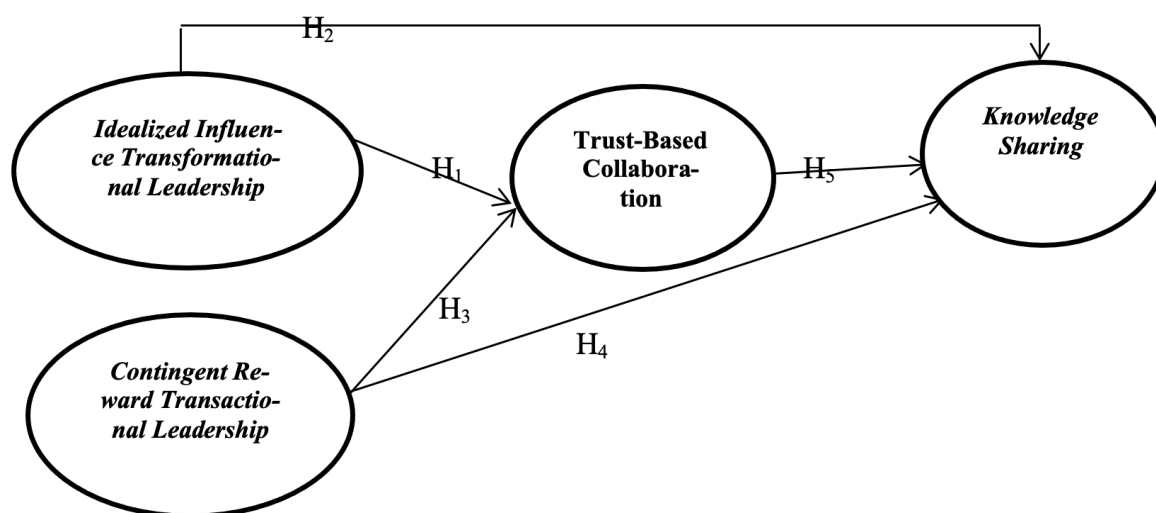 H₂
Idealized Influen-
ce Transformatio-
nal Leadership
H₁
Trust-Based
Collabora-
tion
H₅
Knowledge
Sharing
H₃
H₄
Contingent Re-
ward Transactio-
nal Leadership